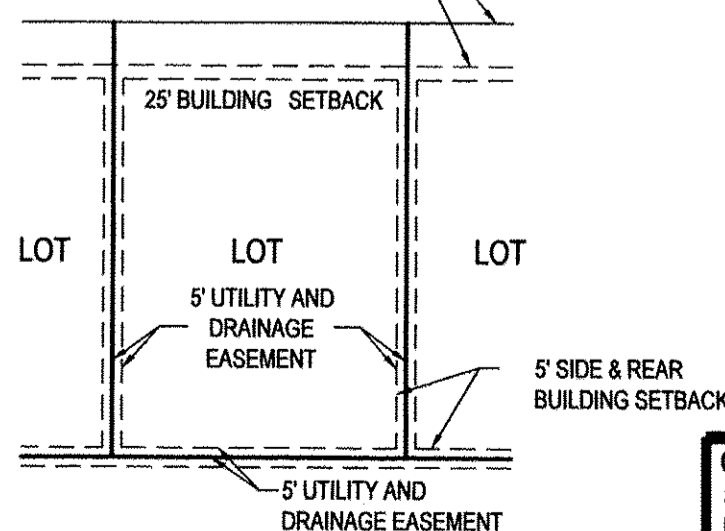 25' BUILDING SETBACK
LOT
LOT
LOT
5' UTILITY AND
DRAINAGE
EASEMENT
5' SIDE & REAR
BUILDING SETBACK
5' UTILITY AND
DRAINAGE EASEMENT